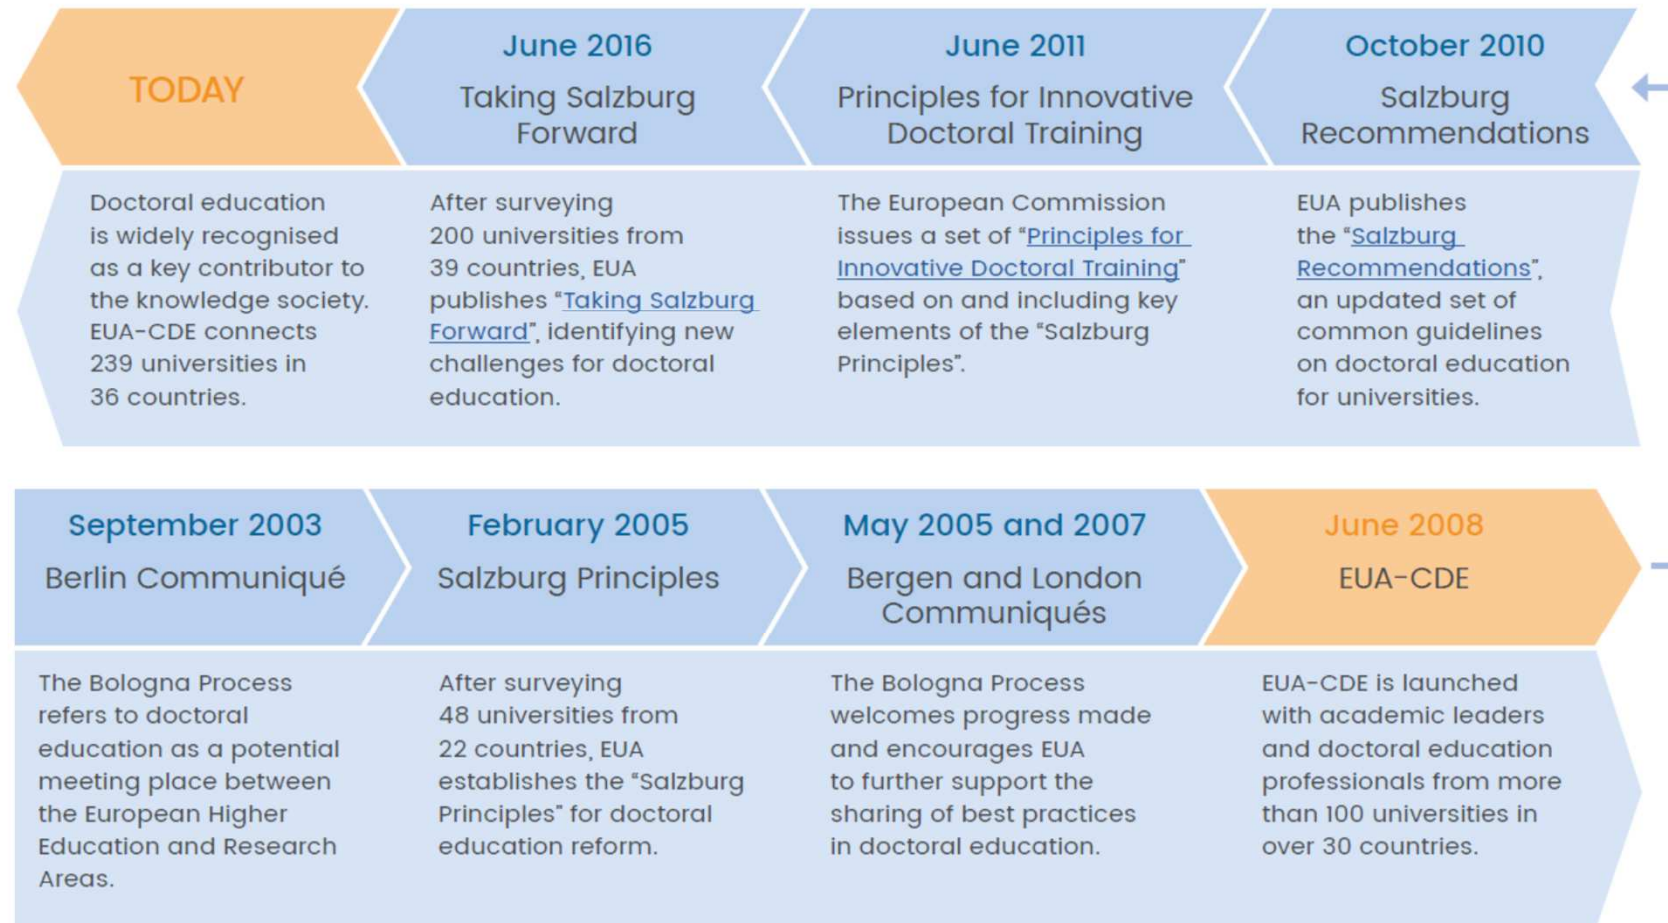 TODAY
Doctoral education
is widely recognised
as a key contributor to
the knowledge society.
EUA-CDE connects
239 universities in
36 countries.
June 2016
Taking Salzburg
Forward
After surveying
200 universities from
39 countries, EUA
publishes “Taking Salzburg
Forward”, identifying new
challenges for doctoral
education.
June 2011
Principles for Innovative
Doctoral Training
The European Commission
issues a set of “Principles for
Innovative Doctoral Training”
based on and including key
elements of the “Salzburg
Principles”.
October 2010
Salzburg
Recommendations
EUA publishes
the “Salzburg
Recommendations”,
an updated set of
common guidelines
on doctoral education
for universities.
September 2003
Berlin Communiqué
The Bologna Process
refers to doctoral
education as a potential
meeting place between
the European Higher
Education and Research
Areas.
February 2005
Salzburg Principles
After surveying
48 universities from
22 countries, EUA
establishes the “Salzburg
Principles” for doctoral
education reform.
May 2005 and 2007
Bergen and London
Communiqués
The Bologna Process
welcomes progress made
and encourages EUA
to further support the
sharing of best practices
in doctoral education.
June 2008
EUA-CDE
EUA-CDE is launched
with academic leaders
and doctoral education
professionals from more
than 100 universities in
over 30 countries.